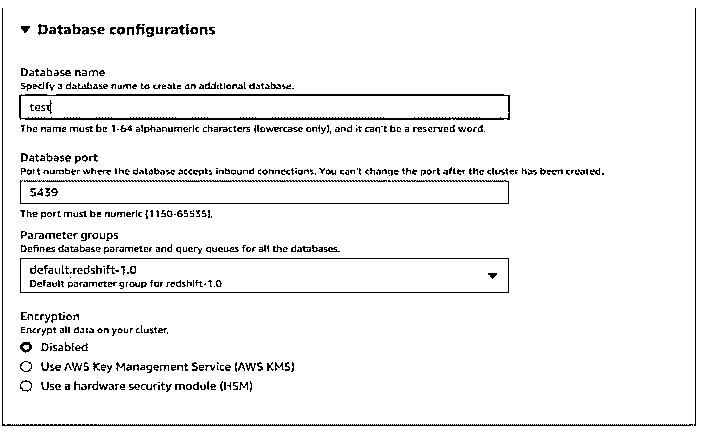 Database configurations
Database name
Specify a database name to create an additional database.
test
The name must be 1-64 alphanumeric characters (lowercase only), and it can't be a reserved word.
Database port
Port number where the database accepts inbound connections. You can't change the port after the cluster has been created.
5439
The port must be numeric (1150-65535).
Parameter groups
Defines database parameter and query queues for all the databases.
default.redshift-1.0
Default parameter group for redshift-1.0
Encryption
Encrypt all data on your cluster.
Disabled
Use AWS Key Management Service (AWS KMS)
Use a hardware security module (HSM)